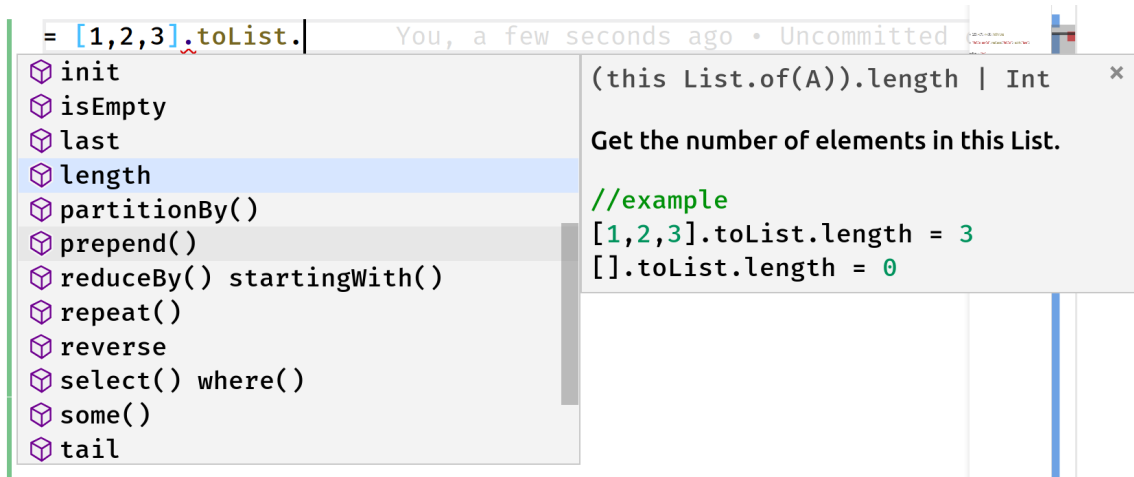 = [1,2,3].toList. You, a few seconds ago • Uncommitted
init
isEmpty
last
length
partitionBy()
prepend()
reduceBy() startingWith()
repeat()
reverse
select() where()
some()
tail
(this List.of(A)).length | Int ×
Get the number of elements in this List.
//example
[1,2,3].toList.length = 3
[].toList.length = 0